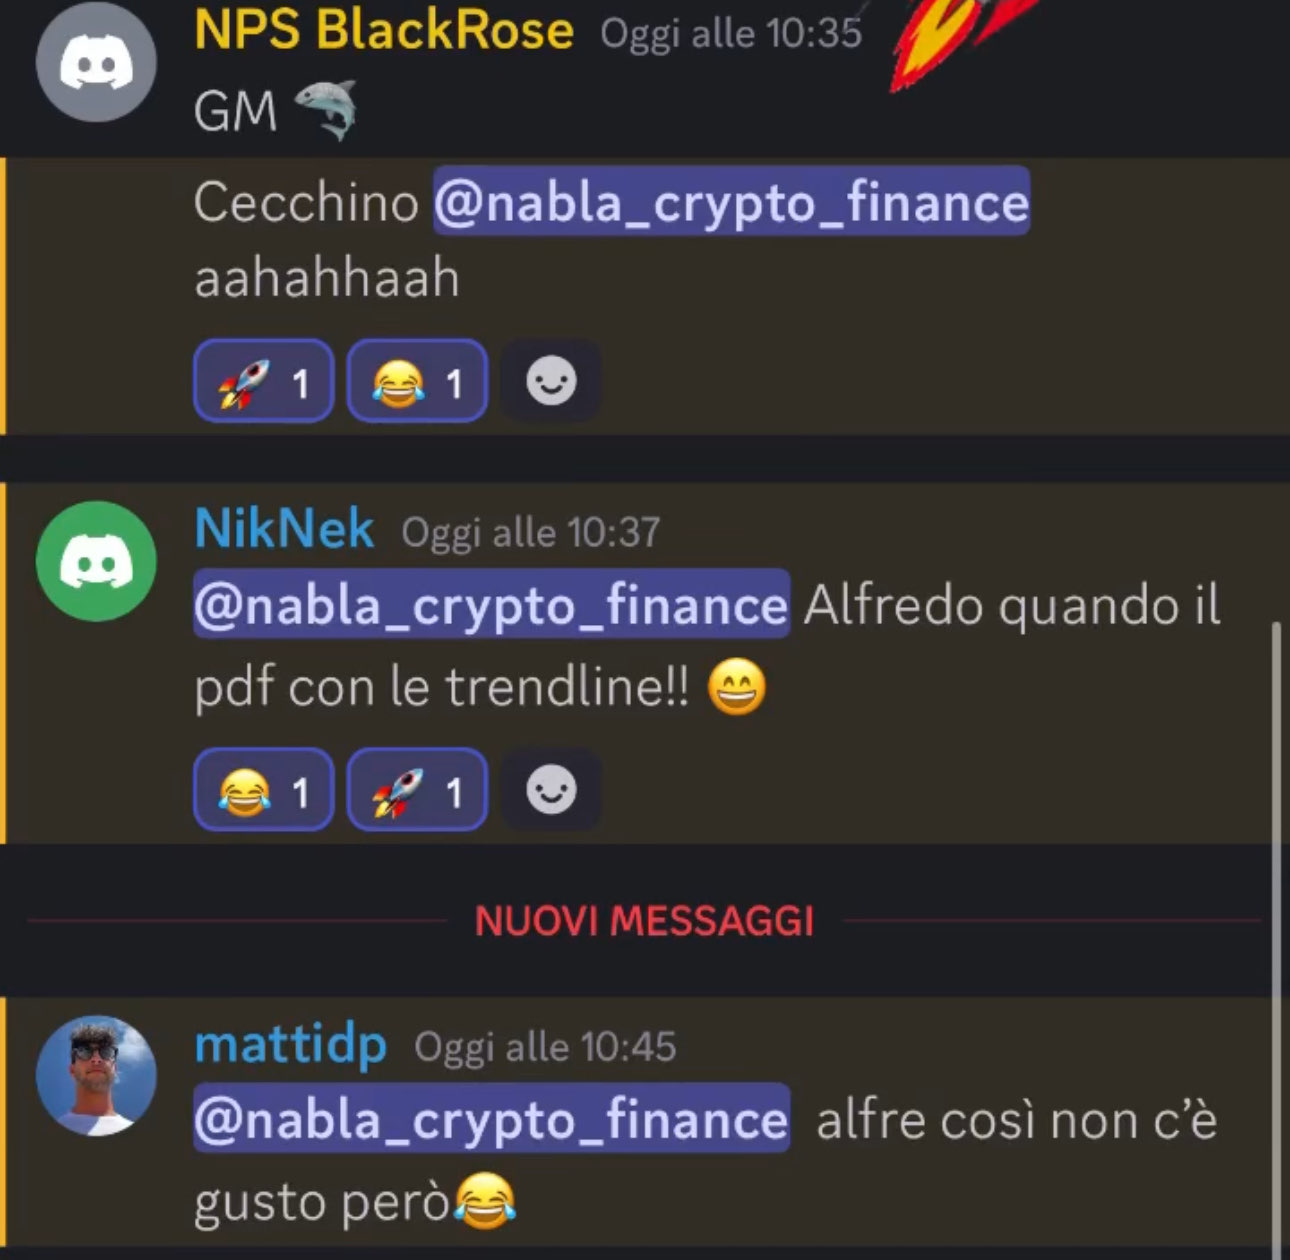 NPS BlackRose Oggi alle 10:35
GM
Cecchino @nabla_crypto_finance
aahahhaah
1 1
NikNek Oggi alle 10:37
@nabla_crypto_finance Alfredo quando il
pdf con le trendline!!
1 1
NUOVI MESSAGGI
mattidp Oggi alle 10:45
@nabla_crypto_finance alfre così non c'è
gusto però